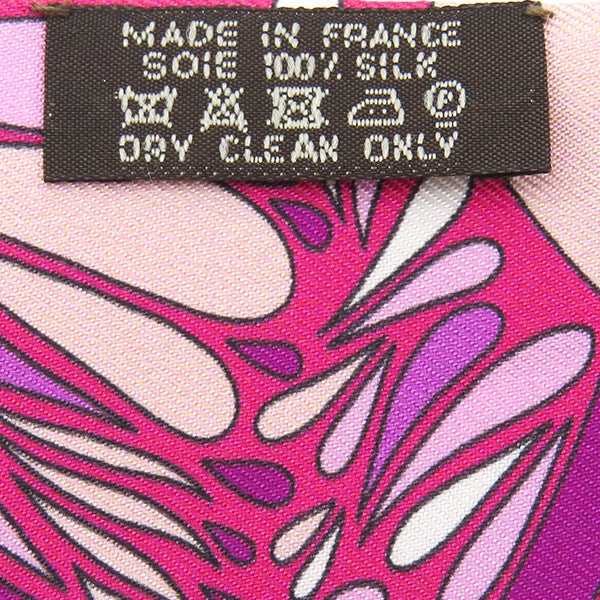 MADE IN FRANCE
SOIE 100% SILK
P
DRY CLEAN ONLY